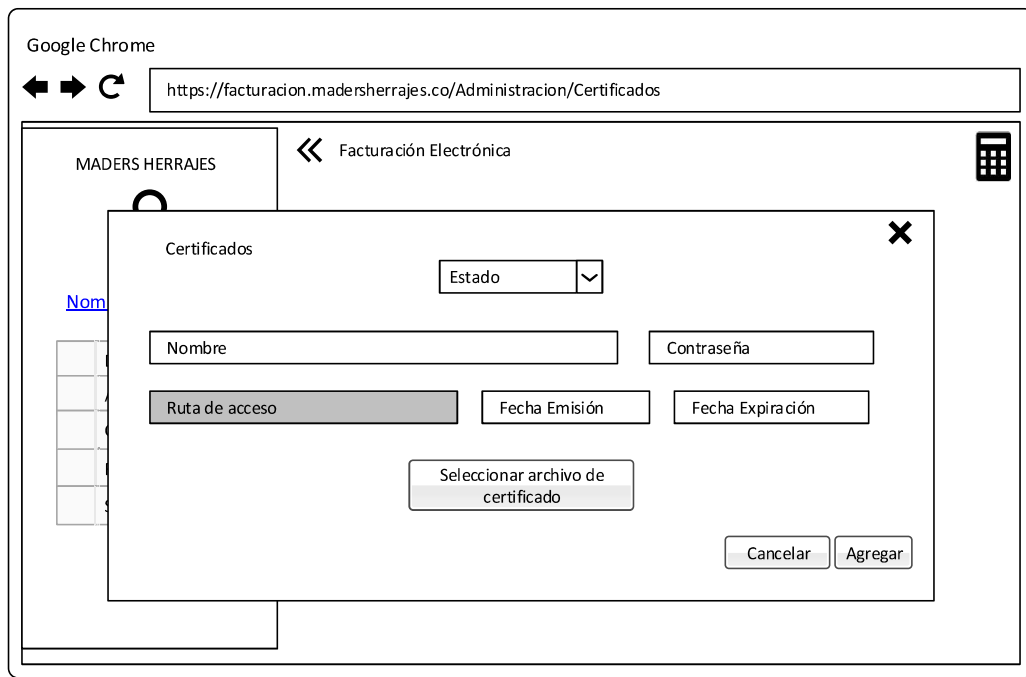 Google Chrome
https://facturacion.madersherrajes.co/Administracion/Certificados
MADERS HERRAJES
Facturación Electrónica
Certificados
Estado
Nom
Nombre
Contraseña
Ruta de acceso
Fecha Emisión
Fecha Expiración
Seleccionar archivo de
certificado
Cancelar
Agregar